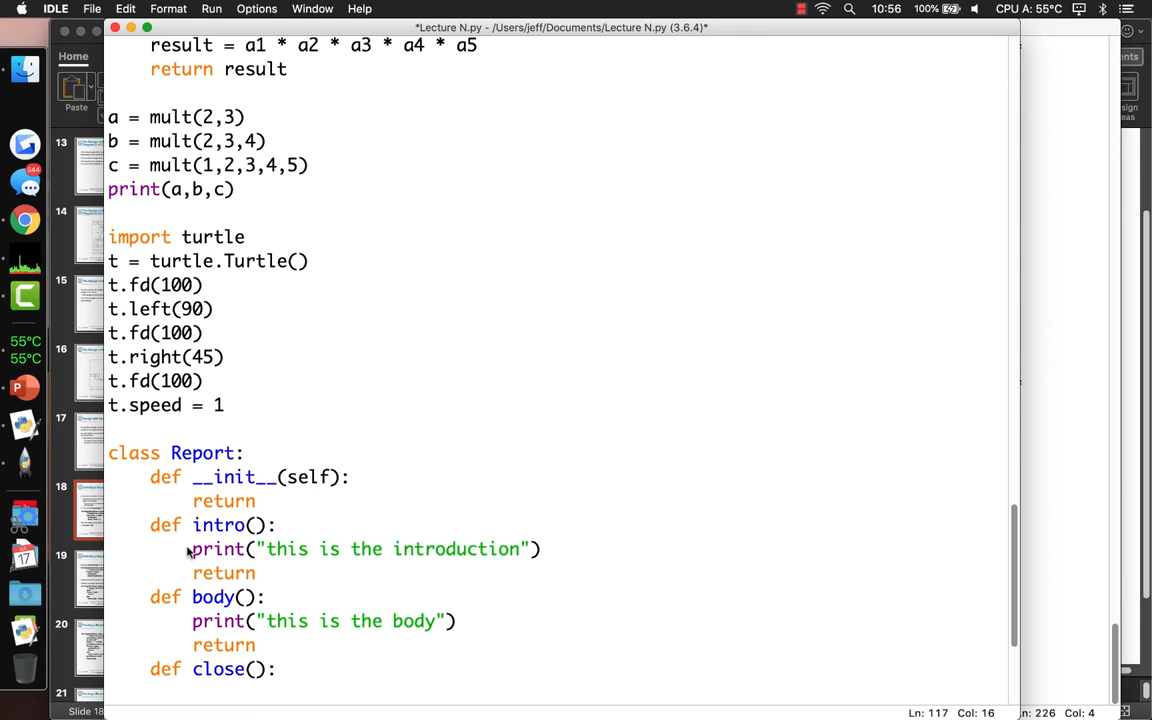 IDLE File Edit Format Run Options Window Help 100% 10:56 CPU A: 55°C
*Lecture N.py - /Users/jeff/Documents/Lecture N.py (3.6.4)*
Home
Paste
344
55°C
55°C
17
13
14
15
16
17
18
19
20
21
Slide 18
result = a1 * a2 * a3 * a4 * a5
return result
a = mult(2,3)
b = mult(2,3,4)
c = mult(1,2,3,4,5)
print(a,b,c)
import turtle
t = turtle.Turtle()
t.fd(100)
t.left(90)
t.fd(100)
t.right(45)
t.fd(100)
t.speed = 1
class Report:
def __init__(self):
return
def intro():
print("this is the introduction")
return
def body():
print("this is the body")
return
def close():
Ln: 117 Col: 16
Ln: 226 Col: 4
ents
sign
eas